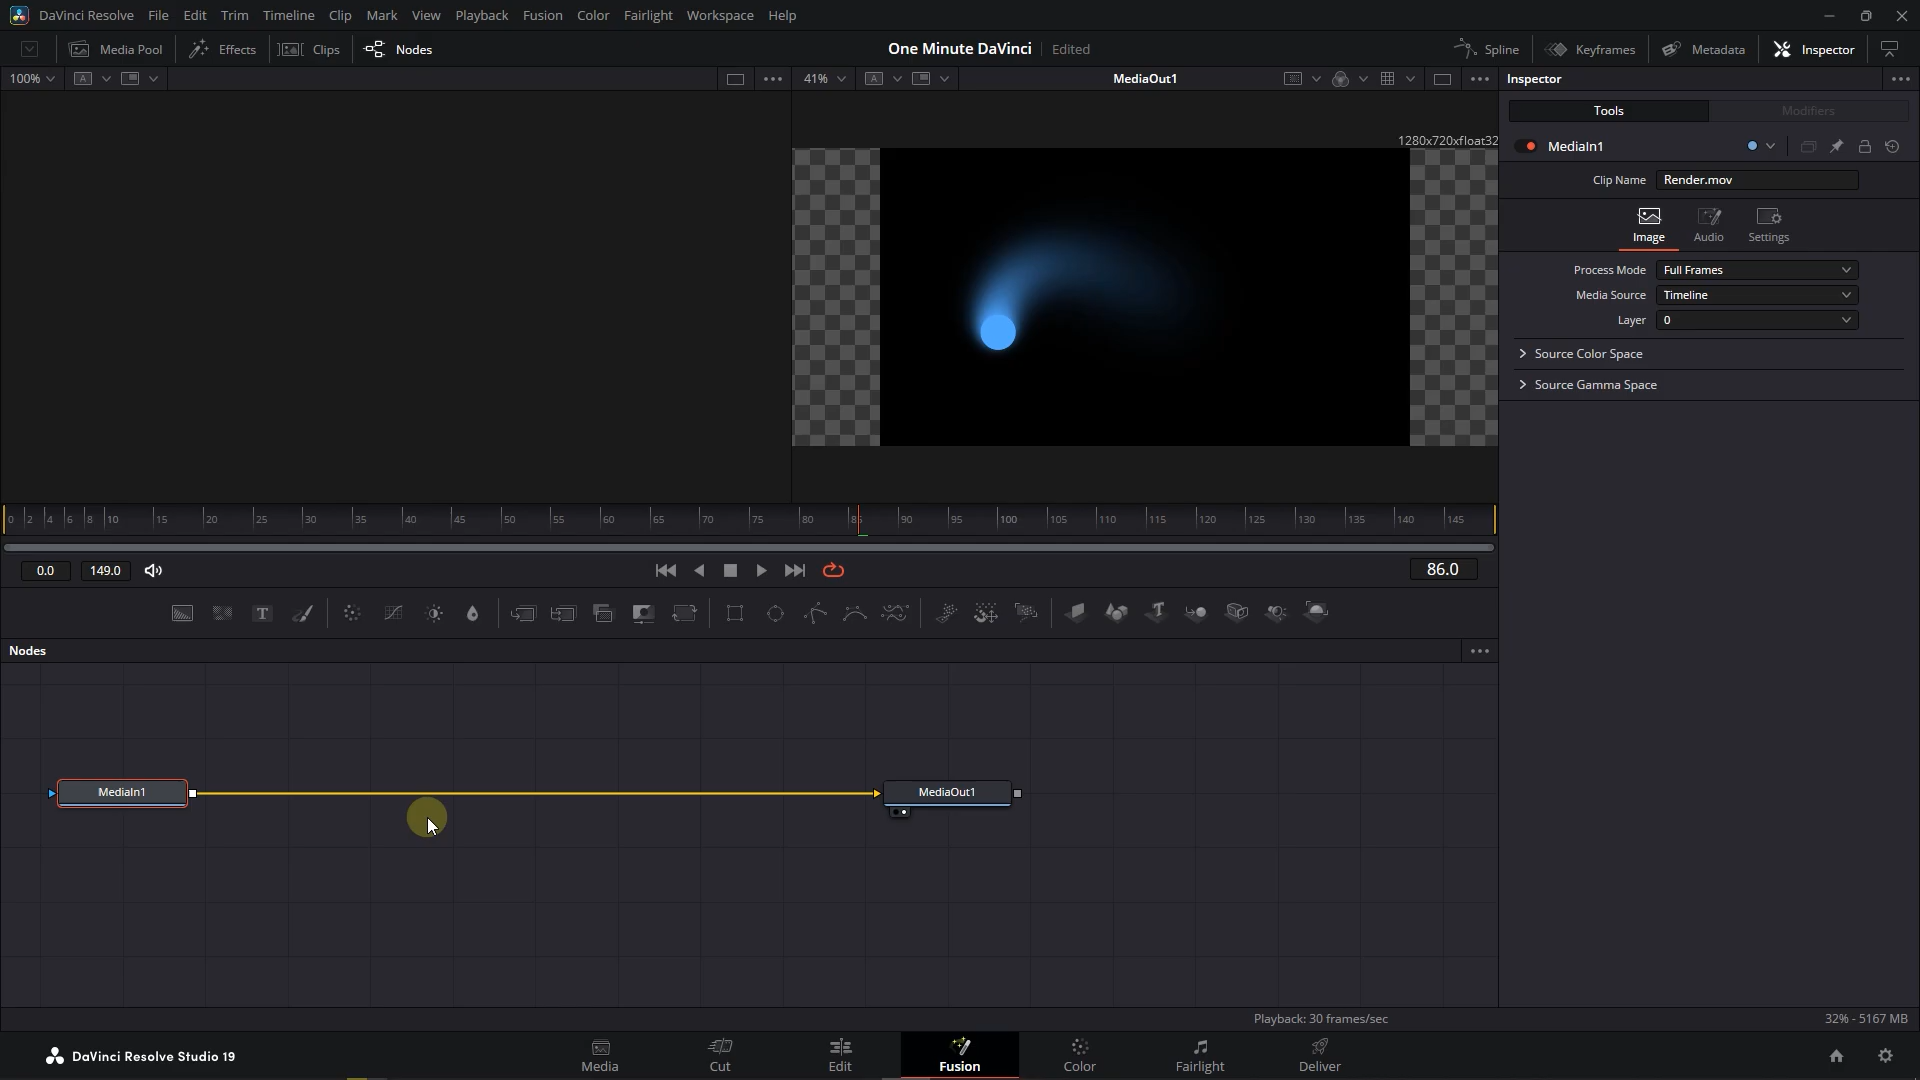 DaVinci Resolve File Edit Trim Timeline Clip Mark View Playback Fusion Color Fairlight Workspace Help
Media Pool Effects Clips Nodes One Minute DaVinci Edited Spline Keyframes Metadata Inspector
100% A 41% A MediaOut1 Inspector
Tools Modifiers
1280x720xfloat32
MediaIn1
Clip Name Render.mov
Image Audio Settings
Process Mode Full Frames
Media Source Timeline
Layer 0
Source Color Space
Source Gamma Space
0 2 4 6 8 10 15 20 25 30 35 40 45 50 55 60 65 70 75 80 85 90 95 100 105 110 115 120 125 130 135 140 145
0.0 149.0 86.0
T T
Nodes
MediaIn1 MediaOut1
Playback: 30 frames/sec 32% - 5167 MB
DaVinci Resolve Studio 19 Media Cut Edit Fusion Color Fairlight Deliver